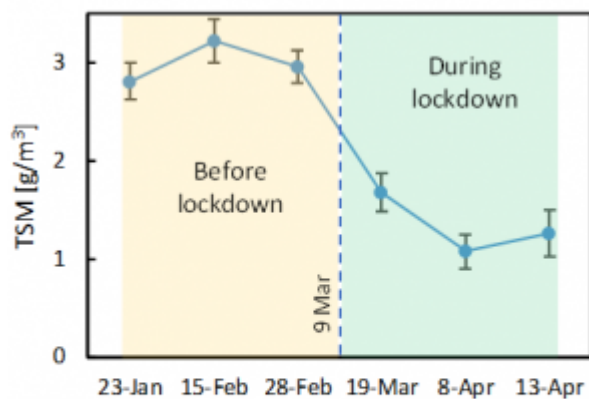 TSM [g/m³]
3
2
1
0
Before
lockdown
During
lockdown
9 Mar
23-Jan 15-Feb 28-Feb 19-Mar 8-Apr 13-Apr